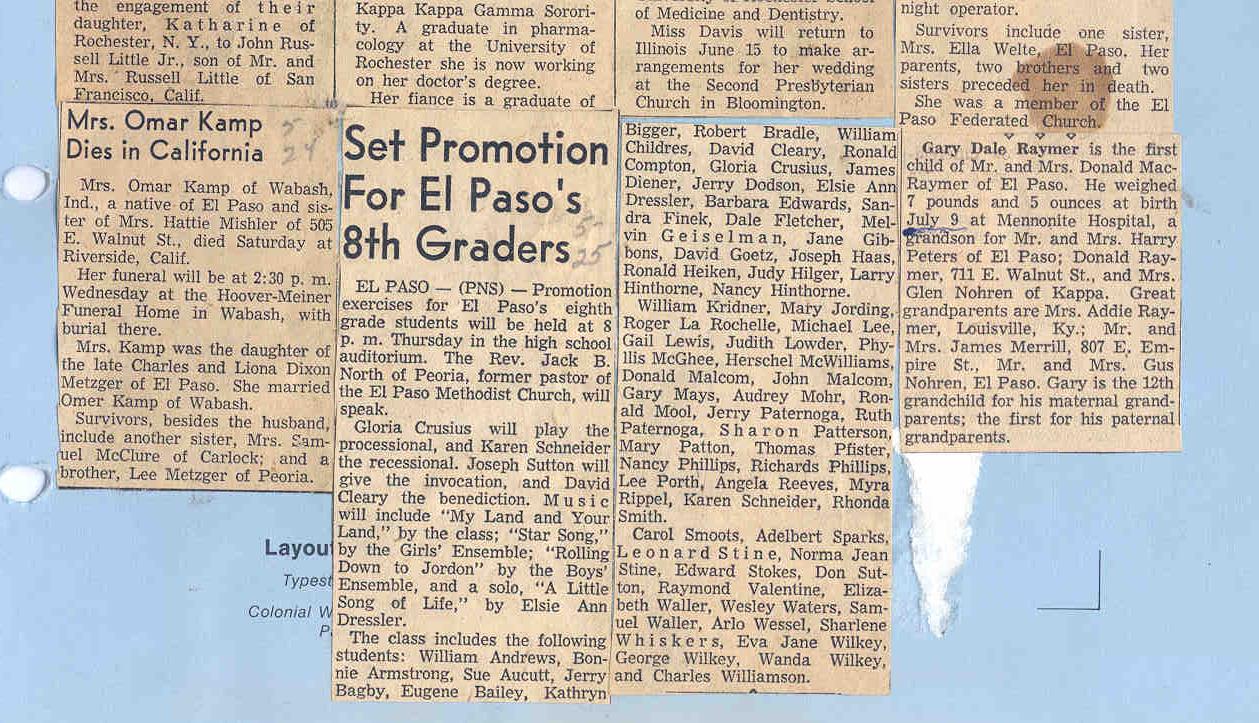 the engagement of their
daughter, Katharine of
Rochester, N. Y., to John Rus-
sell Little Jr., son of Mr. and
Mrs. Russell Little of San
Francisco, Calif.
Mrs. Omar Kamp
Dies in California
5
24
Mrs. Omar Kamp of Wabash,
Ind., a native of El Paso and sis-
ter of Mrs. Hattie Mishler of 505
E. Walnut St., died Saturday at
Riverside, Calif.
Her funeral will be at 2:30 p. m.
Wednesday at the Hoover-Meiner
Funeral Home in Wabash, with
burial there.
Mrs. Kamp was the daughter of
the late Charles and Liona Dixon
Metzger of El Paso. She married
Omer Kamp of Wabash.
Survivors, besides the husband,
include another sister, Mrs. Sam-
uel McClure of Carlock; and a
brother, Lee Metzger of Peoria.
Layou
Typest
Colonial W
P
Kappa Kappa Gamma Sorori-
ty. A graduate in pharma-
cology at the University of
Rochester she is now working
on her doctor's degree.
Her fiance is a graduate of
Set Promotion
For El Paso's
8th Graders
5
25
EL PASO — (PNS) — Promotion
exercises for El Paso's eighth
grade students will be held at 8
p. m. Thursday in the high school
auditorium. The Rev. Jack B.
North of Peoria, former pastor of
the El Paso Methodist Church, will
speak.
Gloria Crusius will play the
processional, and Karen Schneider
the recessional. Joseph Sutton will
give the invocation, and David
Cleary the benediction. Music
will include "My Land and Your
Land," by the class; "Star Song,"
by the Girls' Ensemble; "Rolling
Down to Jordon" by the Boys'
Ensemble, and a solo, "A Little
Song of Life," by Elsie Ann
Dressler.
The class includes the following
students: William Andrews, Bon-
nie Armstrong, Sue Aucutt, Jerry
Bagby, Eugene Bailey, Kathryn
of Medicine and Dentistry.
Miss Davis will return to
Illinois June 15 to make ar-
rangements for her wedding
at the Second Presbyterian
Church in Bloomington.
Bigger, Robert Bradle, William
Childres, David Cleary, Ronald
Compton, Gloria Crusius, James
Diener, Jerry Dodson, Elsie Ann
Dressler, Barbara Edwards, San-
dra Finek, Dale Fletcher, Mel-
vin Geiselman, Jane Gib-
bons, David Goetz, Joseph Haas,
Ronald Heiken, Judy Hilger, Larry
Hinthorne, Nancy Hinthorne.
William Kridner, Mary Jording,
Roger La Rochelle, Michael Lee,
Gail Lewis, Judith Lowder, Phy-
llis McGhee, Herschel McWilliams,
Donald Malcom, John Malcom,
Gary Mays, Audrey Mohr, Ron-
ald Mool, Jerry Paternoga, Ruth
Paternoga, Sharon Patterson,
Mary Patton, Thomas Pfister,
Nancy Phillips, Richards Phillips,
Lee Porth, Angela Reeves, Myra
Rippel, Karen Schneider, Rhonda
Smith.
Carol Smoots, Adelbert Sparks,
Leonard Stine, Norma Jean
Stine, Edward Stokes, Don Sut-
ton, Raymond Valentine, Eliza-
beth Waller, Wesley Waters, Sam-
uel Waller, Arlo Wessel, Sharlene
Whiskers, Eva Jane Wilkey,
George Wilkey, Wanda Wilkey,
and Charles Williamson.
night operator.
Survivors include one sister,
Mrs. Ella Welte, El Paso. Her
parents, two brothers and two
sisters preceded her in death.
She was a member of the El
Paso Federated Church.
Gary Dale Raymer is the first
child of Mr. and Mrs. Donald Mac-
Raymer of El Paso. He weighed
7 pounds and 5 ounces at birth
July 9 at Mennonite Hospital, a
grandson for Mr. and Mrs. Harry
Peters of El Paso; Donald Ray-
mer, 711 E. Walnut St., and Mrs.
Glen Nohren of Kappa. Great
grandparents are Mrs. Addie Ray-
mer, Louisville, Ky.; Mr. and
Mrs. James Merrill, 807 E. Em-
pire St., Mr. and Mrs. Gus
Nohren, El Paso. Gary is the 12th
grandchild for his maternal grand-
parents; the first for his paternal
grandparents.